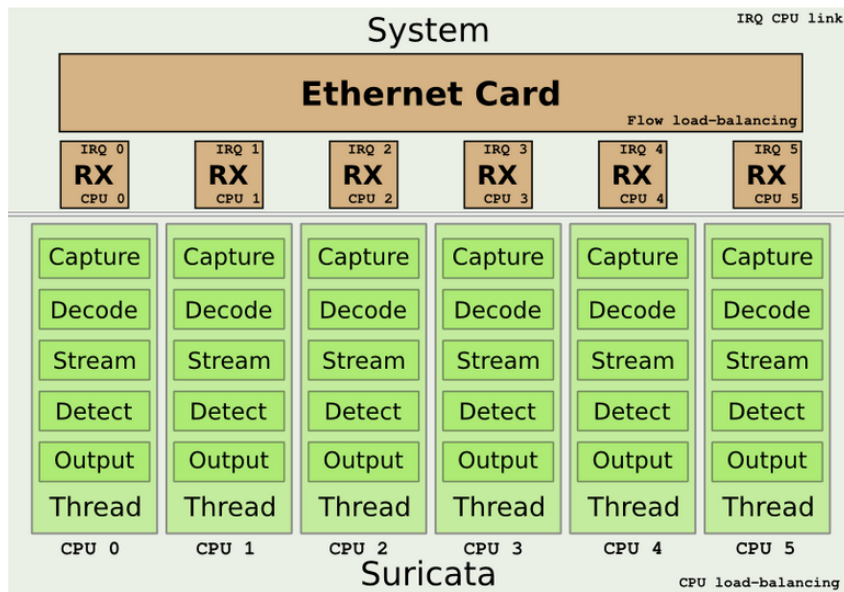 System
IRQ CPU link
Ethernet Card
Flow load-balancing
IRQ 0 IRQ 1 IRQ 2 IRQ 3 IRQ 4 IRQ 5
RX RX RX RX RX RX
CPU 0 CPU 1 CPU 2 CPU 3 CPU 4 CPU 5
Capture Capture Capture Capture Capture Capture
Decode Decode Decode Decode Decode Decode
Stream Stream Stream Stream Stream Stream
Detect Detect Detect Detect Detect Detect
Output Output Output Output Output Output
Thread Thread Thread Thread Thread Thread
CPU 0 CPU 1 CPU 2 CPU 3 CPU 4 CPU 5
Suricata
CPU load-balancing